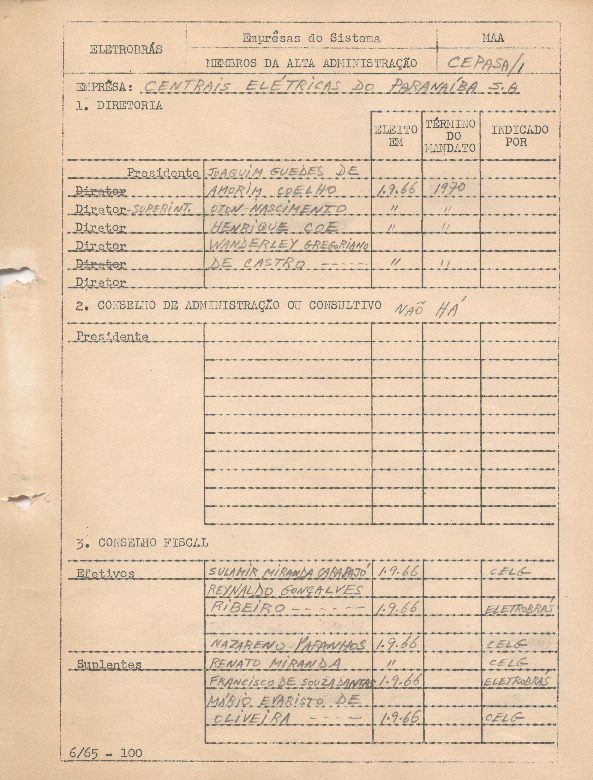 ELETROBRÁS
Emprêsas do Sistema
MAA
MEMBROS DA ALTA ADMINISTRAÇÃO
CEPASA/1
EMPRÊSA: CENTRAIS ELÉTRICAS DO PARANAÍBA S.A
1. DIRETORIA
ELEITO EM
TÉRMINO DO MANDATO
INDICADO POR
Presidente JOAQUIM GUEDES DE
Diretor AMORIM COELHO 1.9.66 1970
Diretor-SUPERINT. OTON NASCIMENTO " "
Diretor HENRIQUE COE " "
Diretor WANDERLEY GREGORIANO
Diretor DE CASTRO ----- " "
Diretor
2. CONSELHO DE ADMINISTRAÇÃO OU CONSULTIVO NÃO HÁ
Presidente
3. CONSELHO FISCAL
Efetivos SULAMIR MIRANDA 1.9.66 CELG
REYNALDO GONÇALVES
RIBEIRO ------ 1.9.66 ELETROBRÁS
NAZARENO 1.9.66 CELG
Suplentes RENATO MIRANDA " CELG
FRANCISCO DE SOUZA DANTAS 1.9.66 ELETROBRÁS
MÁRIO EVARISTO DE
OLIVEIRA ---- 1.9.66 CELG
6/65 - 100